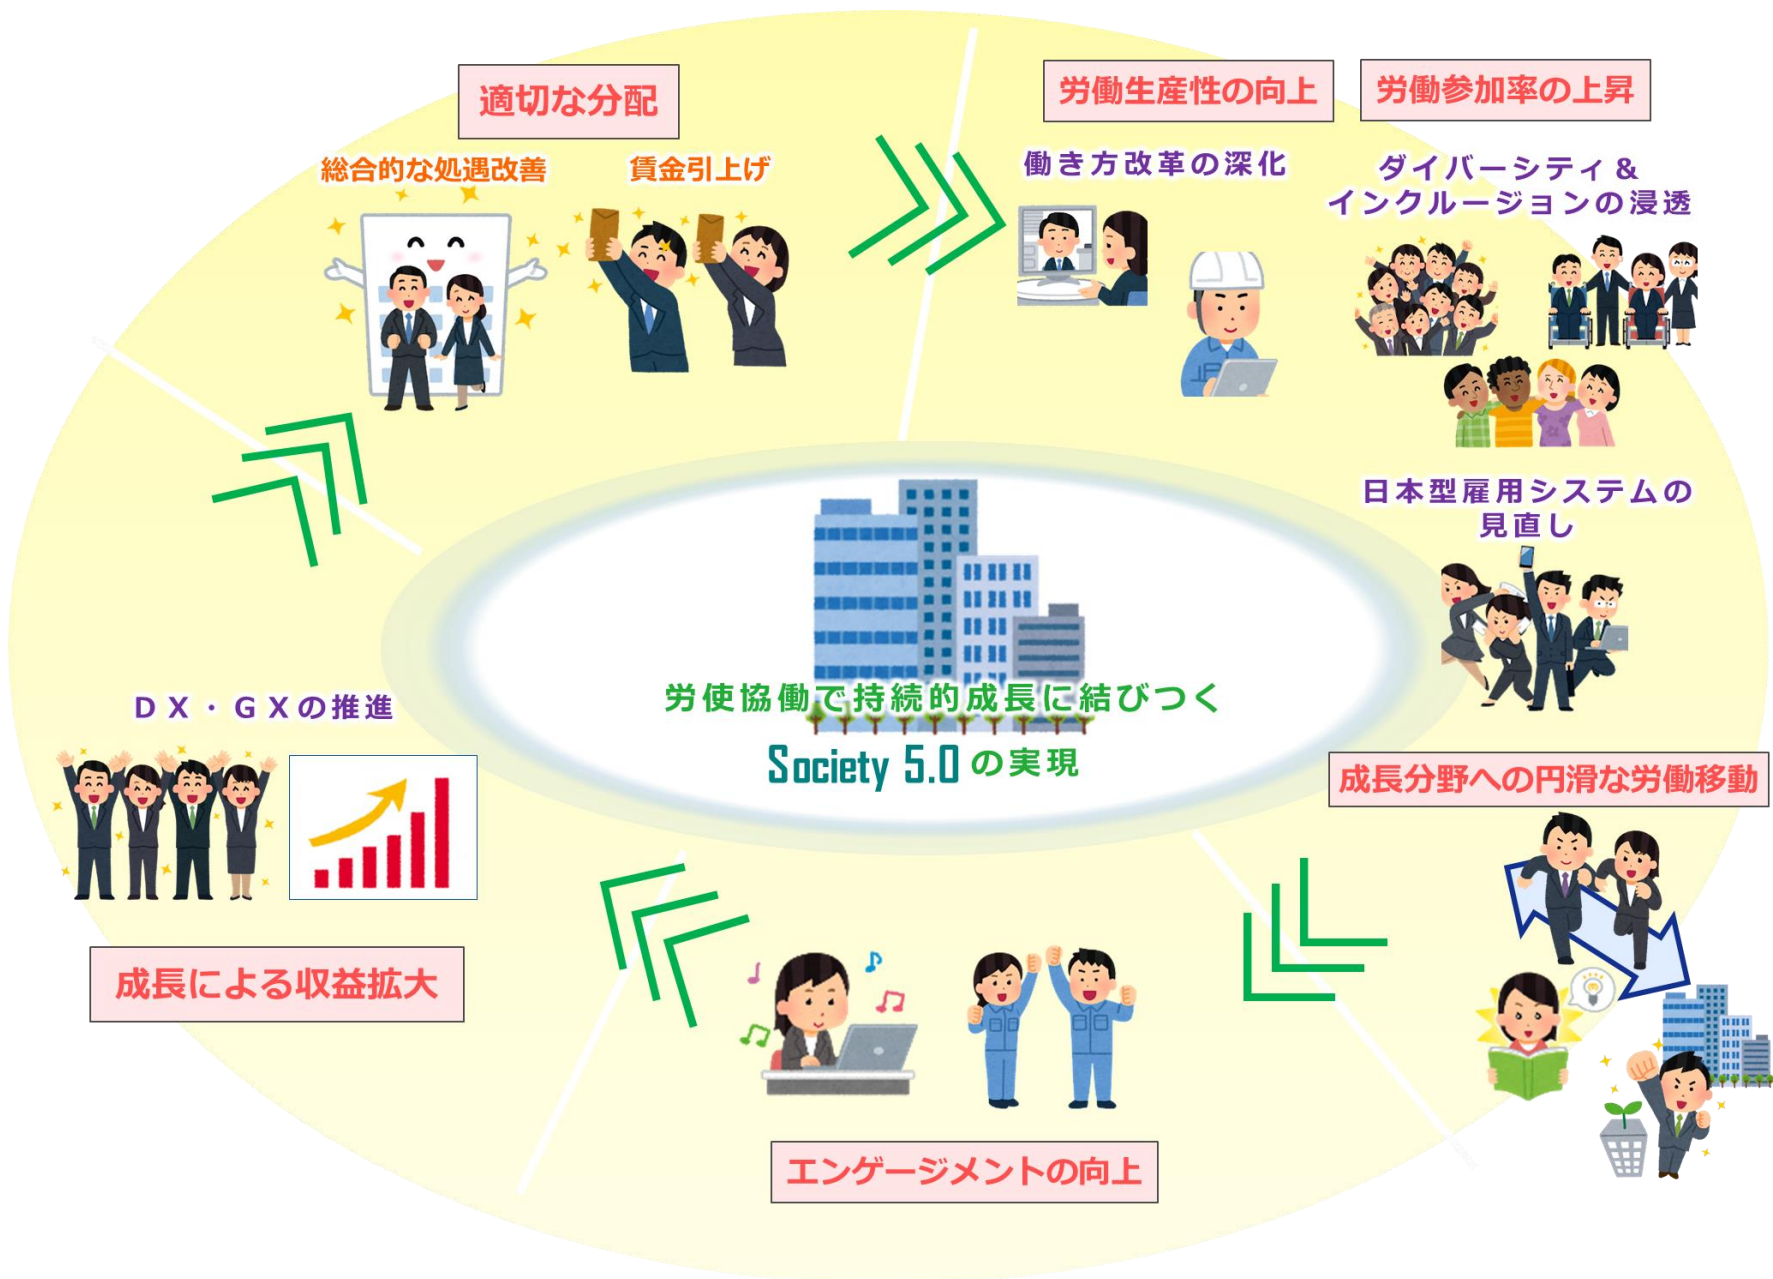 適切な分配
総合的な処遇改善
賃金引上げ
労働生産性の向上
労働参加率の上昇
働き方改革の深化
ダイバーシティ＆
インクルージョンの浸透
日本型雇用システムの
見直し
成長分野への円滑な労働移動
労使協働で持続的成長に結びつく
Society 5.0 の実現
ＤＸ・ＧＸの推進
成長による収益拡大
エンゲージメントの向上